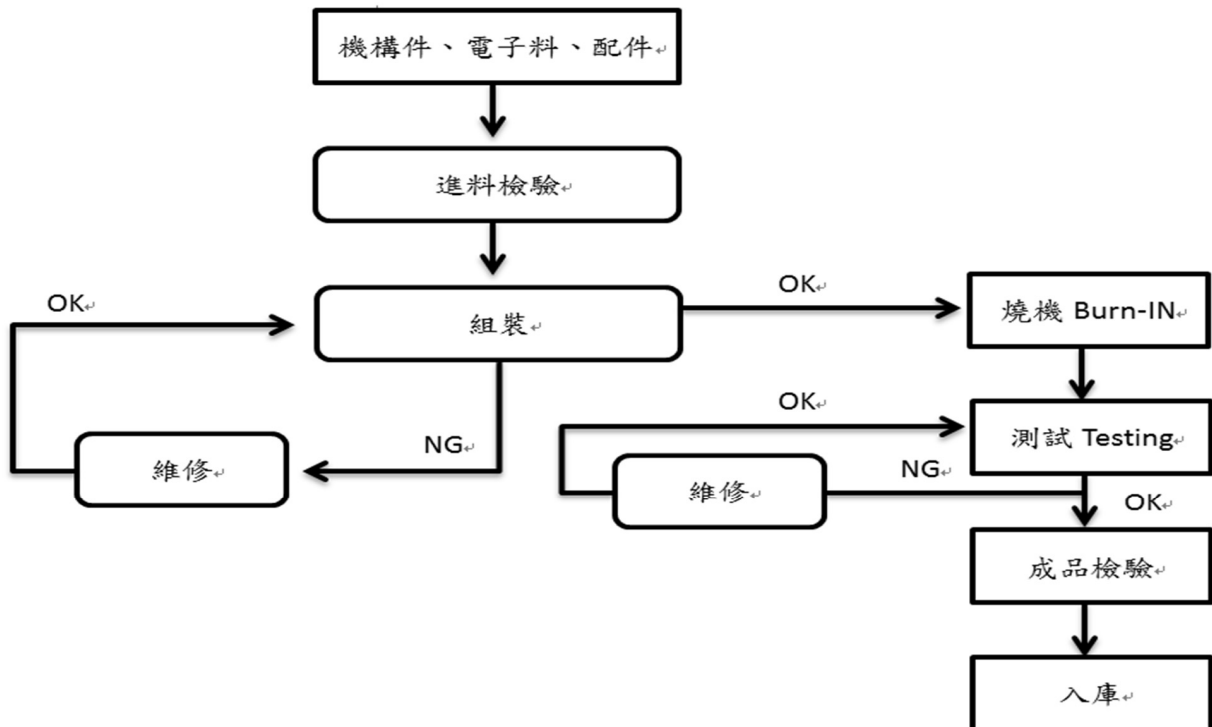 機構件、電子料、配件
進料檢驗
OK
組裝
OK
燒機 Burn-IN
NG
維修
OK
測試 Testing
維修
NG
OK
成品檢驗
入庫